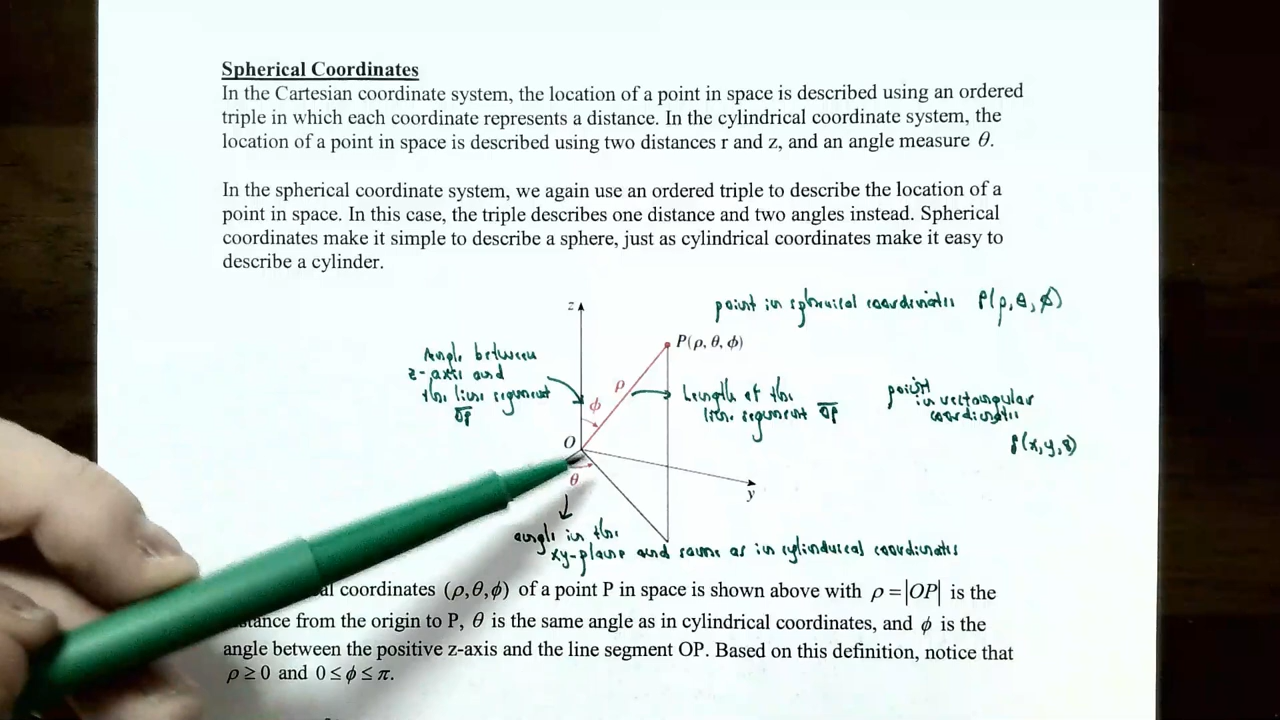 Spherical Coordinates
In the Cartesian coordinate system, the location of a point in space is described using an ordered
triple in which each coordinate represents a distance. In the cylindrical coordinate system, the
location of a point in space is described using two distances r and z, and an angle measure θ.
In the spherical coordinate system, we again use an ordered triple to describe the location of a
point in space. In this case, the triple describes one distance and two angles instead. Spherical
coordinates make it simple to describe a sphere, just as cylindrical coordinates make it easy to
describe a cylinder.
z
point in spherical coordinates P(ρ, θ, ϕ)
P(ρ, θ, ϕ)
Angle between
z-axis and
the line segment
OP
ρ
ϕ
Length of the
line segment OP
point
in rectangular
coordinates
P(x,y,z)
O
θ
y
angle in the
xy-plane and same as in cylindrical coordinates
al coordinates (ρ,θ,ϕ) of a point P in space is shown above with ρ=|OP| is the
stance from the origin to P, θ is the same angle as in cylindrical coordinates, and ϕ is the
angle between the positive z-axis and the line segment OP. Based on this definition, notice that
ρ≥0 and 0≤ϕ≤π.